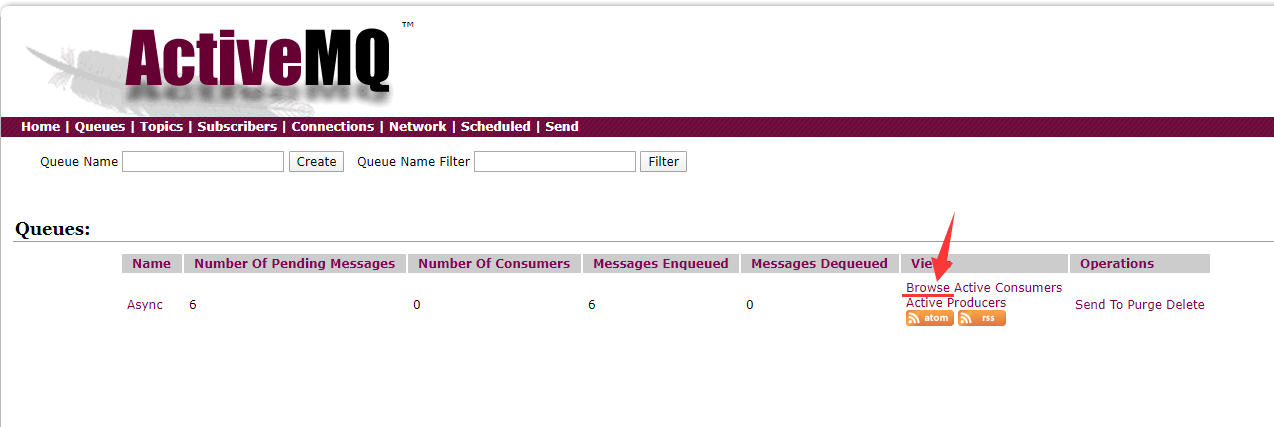 ActiveMQ ™
Home | Queues | Topics | Subscribers | Connections | Network | Scheduled | Send
Queue Name Create Queue Name Filter Filter
Queues:
Name Number Of Pending Messages Number Of Consumers Messages Enqueued Messages Dequeued Views Operations
Browse Active Consumers
Async 6 0 6 0 Active Producers Send To Purge Delete
atom rss